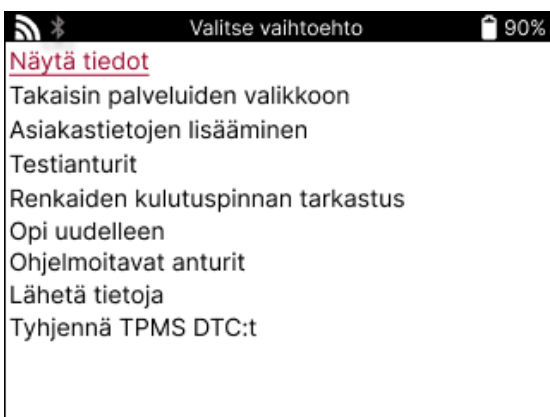 Valitse vaihtoehto 90%
Näytä tiedot
Takaisin palveluiden valikkoon
Asiakastietojen lisääminen
Testianturit
Renkaiden kulutuspinnan tarkastus
Opi uudelleen
Ohjelmoitavat anturit
Lähetä tietoja
Tyhjennä TPMS DTC:t